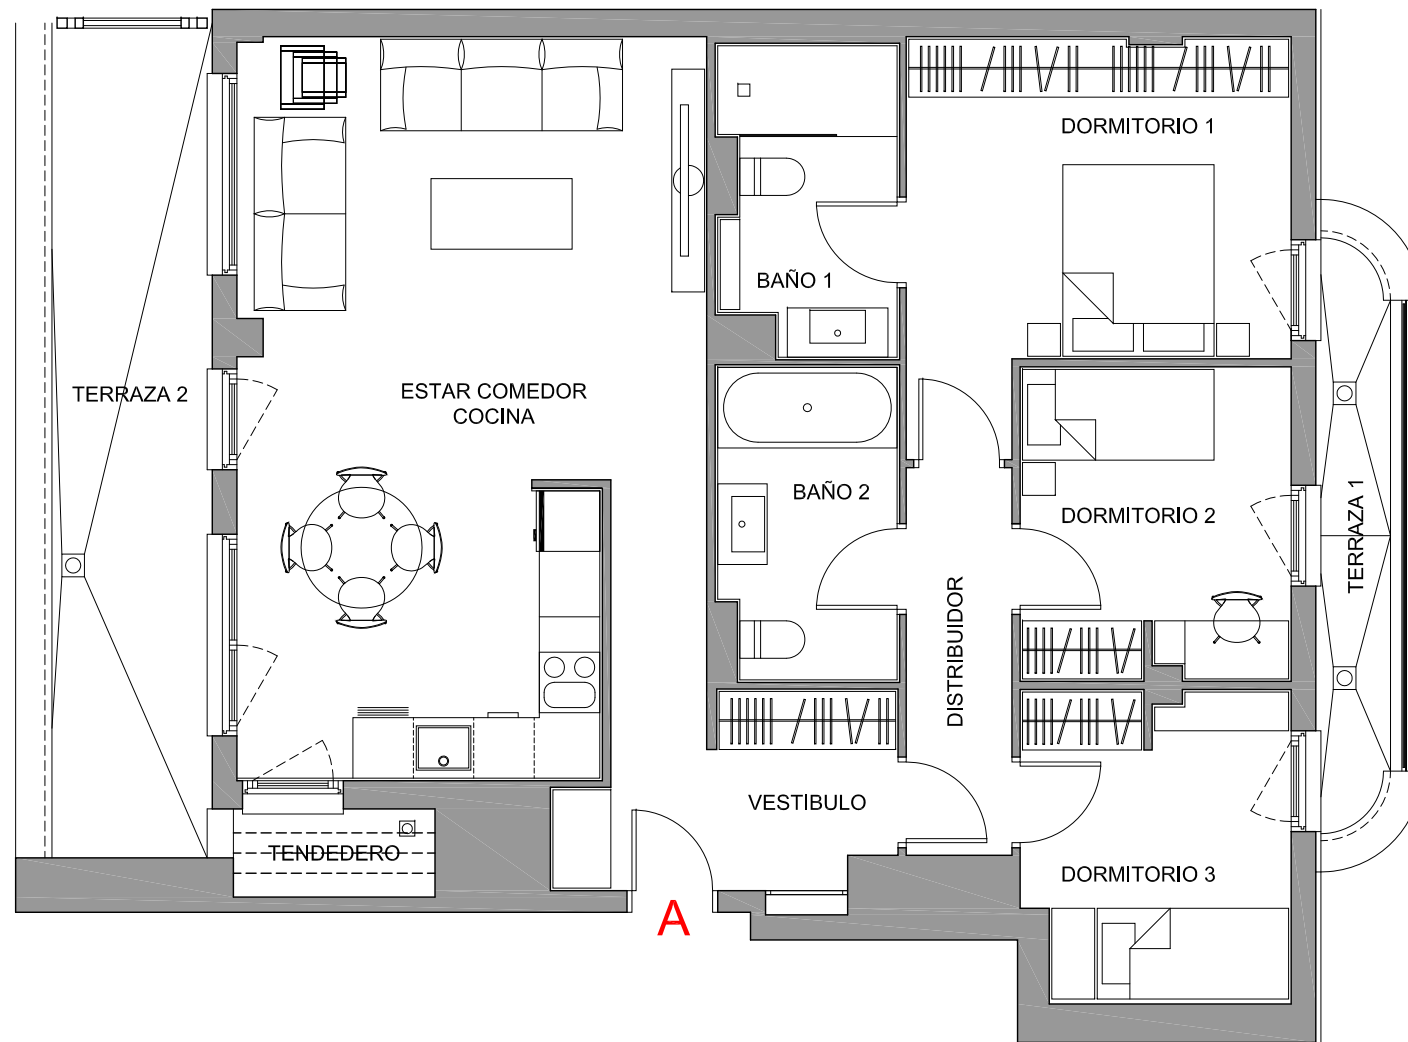 DORMITORIO 1
BAÑO 1
TERRAZA 2
ESTAR COMEDOR
COCINA
BAÑO 2
DORMITORIO 2
TERRAZA 1
DISTRIBUIDOR
VESTIBULO
TENDEDERO
DORMITORIO 3
A